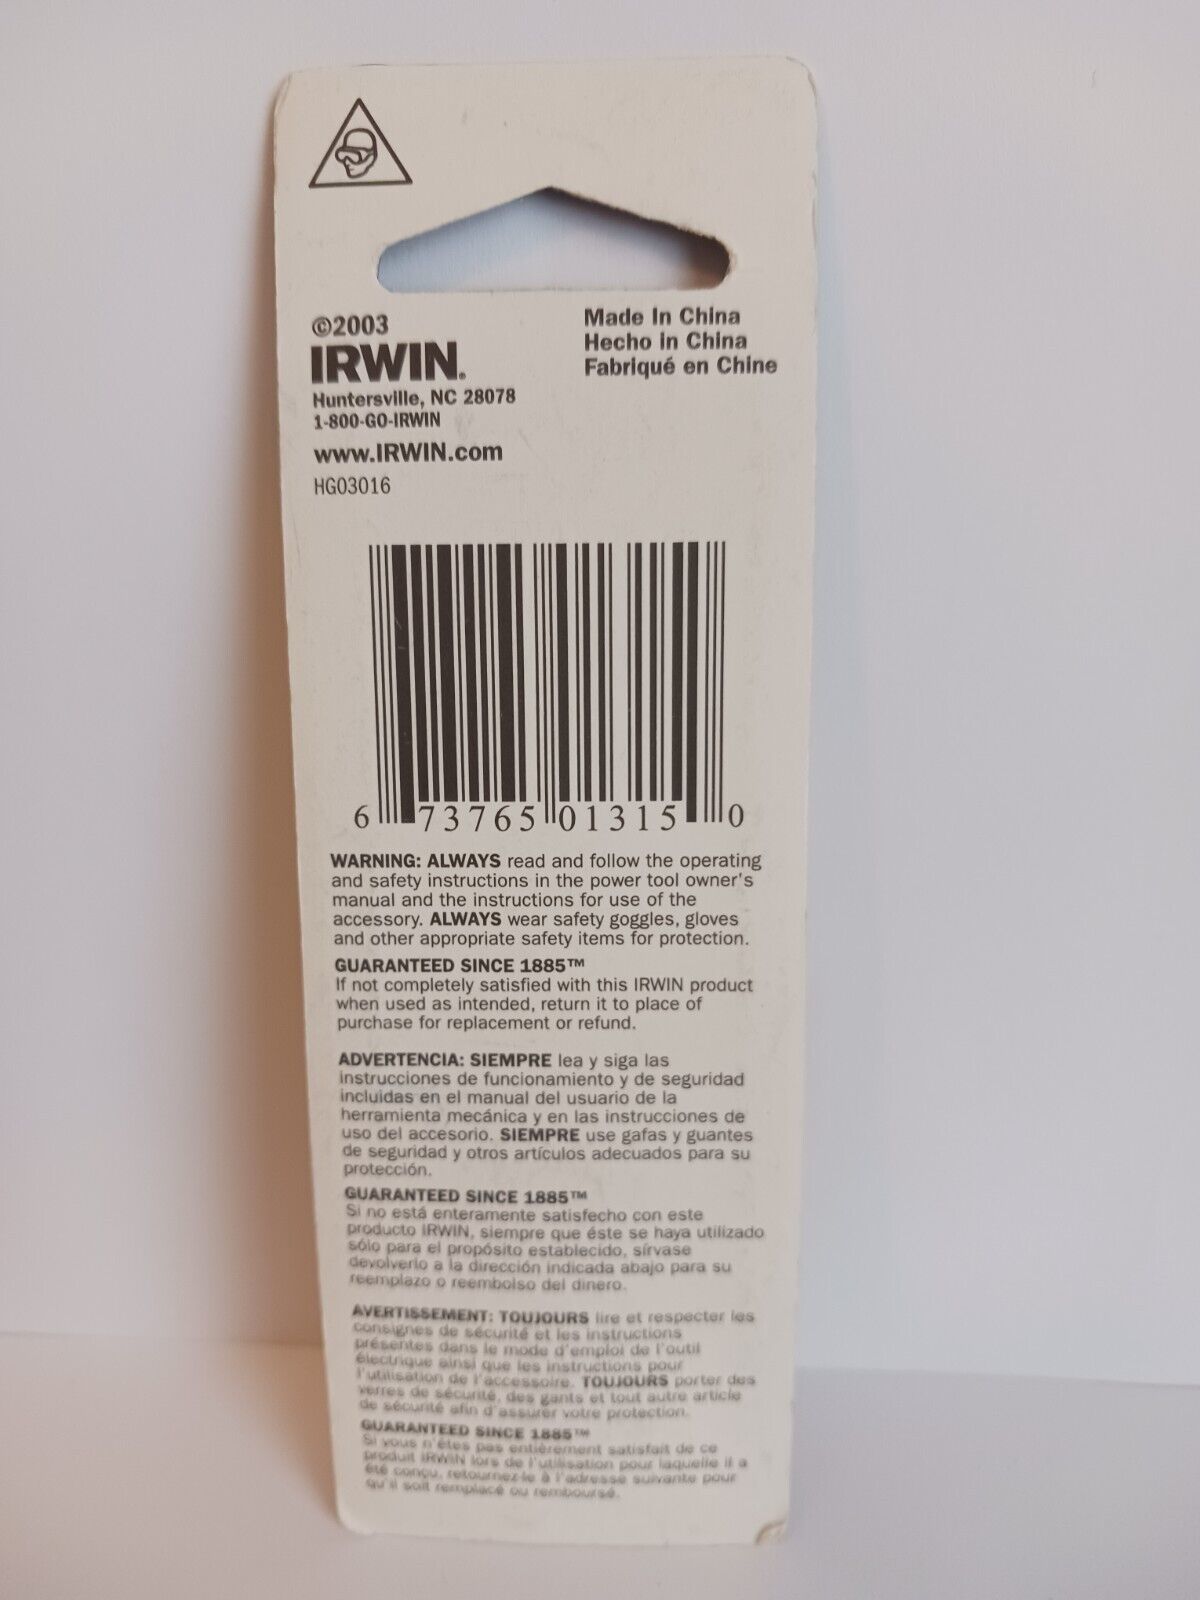 ©2003
IRWIN®
Huntersville, NC 28078
1-800-GO-IRWIN
www.IRWIN.com
HG03016
Made In China
Hecho in China
Fabriqué en Chine
6 73765 01315 0
WARNING: ALWAYS read and follow the operating
and safety instructions in the power tool owner's
manual and the instructions for use of the
accessory. ALWAYS wear safety goggles, gloves
and other appropriate safety items for protection.
GUARANTEED SINCE 1885™
If not completely satisfied with this IRWIN product
when used as intended, return it to place of
purchase for replacement or refund.
ADVERTENCIA: SIEMPRE lea y siga las
instrucciones de funcionamiento y de seguridad
incluidas en el manual del usuario de la
herramienta mecánica y en las instrucciones de
uso del accesorio. SIEMPRE use gafas y guantes
de seguridad y otros artículos adecuados para su
protección.
GUARANTEED SINCE 1885™
Si no está enteramente satisfecho con este
producto IRWIN, siempre que éste se haya utilizado
sólo para el propósito establecido, sírvase
devolverlo a la dirección indicada abajo para su
reemplazo o reembolso del dinero.
AVERTISSEMENT: TOUJOURS lire et respecter les
consignes de sécurité et les instructions
présentes dans le mode d'emploi de l'outil
électrique ainsi que les instructions pour
l'utilisation de l'accessoire. TOUJOURS porter des
verres de sécurité, des gants et tout autre article
de sécurité afin d'assurer votre protection.
GUARANTEED SINCE 1885™
Si vous n'êtes pas entièrement satisfait de ce
produit IRWIN lors de l'utilisation pour laquelle il a
été conçu, retournez-le à l'adresse suivante pour
qu'il soit remplacé ou remboursé.